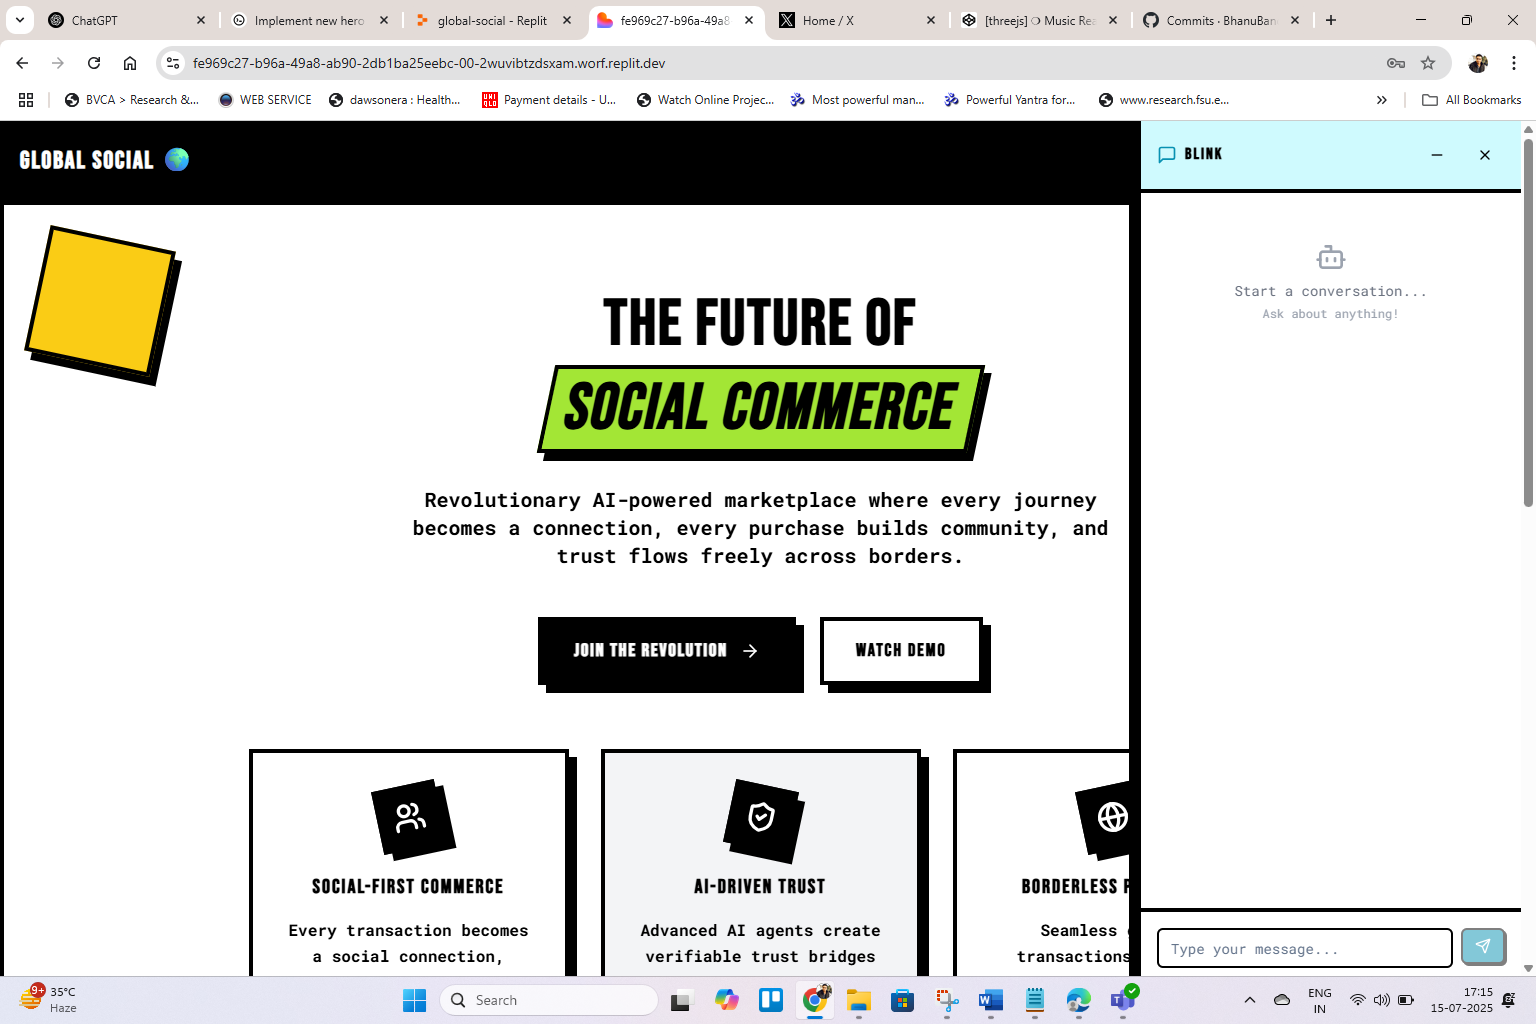 ChatGPT
Implement new hero
global-social - Replit
fe969c27-b96a-49a8
Home / X
[threejs] ❍ Music Rea
Commits · BhanuBan
fe969c27-b96a-49a8-ab90-2db1ba25eebc-00-2wuvibtzdsxam.worf.replit.dev
BVCA > Research &...
WEB SERVICE
dawsonera : Health...
UNI QLO
Payment details - U...
Watch Online Projec...
Most powerful man...
Powerful Yantra for...
www.research.fsu.e...
All Bookmarks
GLOBAL SOCIAL 🌍
BLINK
THE FUTURE OF
SOCIAL COMMERCE
Revolutionary AI-powered marketplace where every journey
becomes a connection, every purchase builds community, and
trust flows freely across borders.
JOIN THE REVOLUTION →
WATCH DEMO
SOCIAL-FIRST COMMERCE
Every transaction becomes
a social connection,
AI-DRIVEN TRUST
Advanced AI agents create
verifiable trust bridges
BORDERLESS
Seamless
transactions
Start a conversation...
Ask about anything!
Type your message...
9+
35°C
Haze
Search
ENG
IN
17:15
15-07-2025